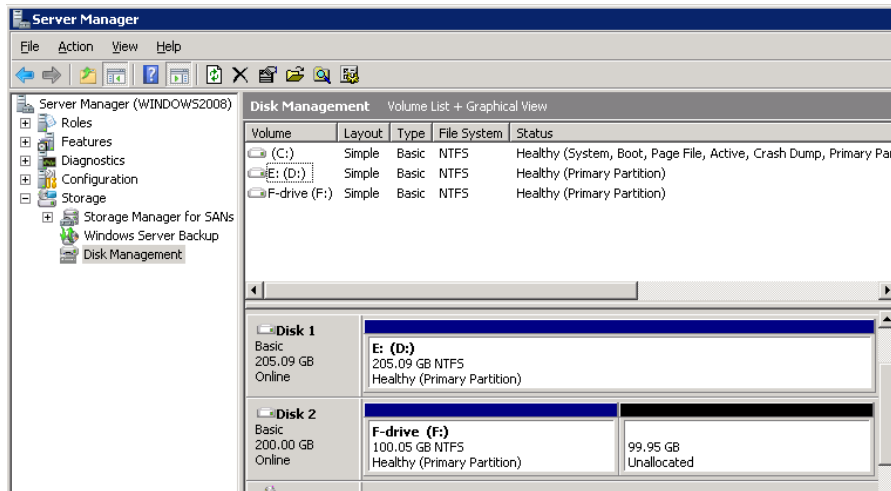 Server Manager
File Action View Help
Server Manager (WINDOWS2008)
Roles
Features
Diagnostics
Configuration
Storage
Storage Manager for SANs
Windows Server Backup
Disk Management
Disk Management Volume List + Graphical View
Volume Layout Type File System Status
(C:) Simple Basic NTFS Healthy (System, Boot, Page File, Active, Crash Dump, Primary Pa
E: (D:) Simple Basic NTFS Healthy (Primary Partition)
F-drive (F:) Simple Basic NTFS Healthy (Primary Partition)
Disk 1
Basic
205.09 GB
Online
E: (D:)
205.09 GB NTFS
Healthy (Primary Partition)
Disk 2
Basic
200.00 GB
Online
F-drive (F:)
100.05 GB NTFS
Healthy (Primary Partition)
99.95 GB
Unallocated